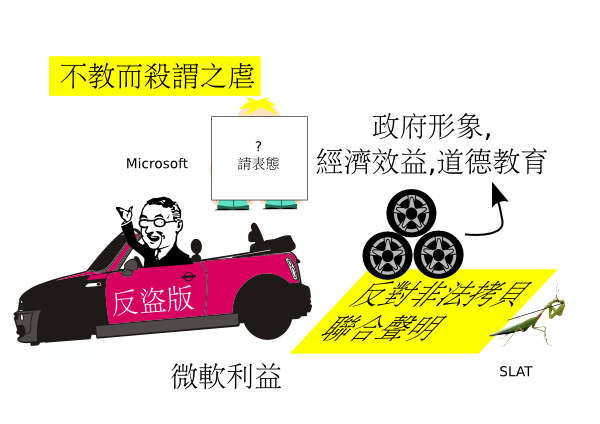 不教而殺謂之虐
?
請表態
Microsoft
政府形象,
經濟效益,道德教育
反盜版
反對非法拷貝
聯合聲明
微軟利益
SLAT